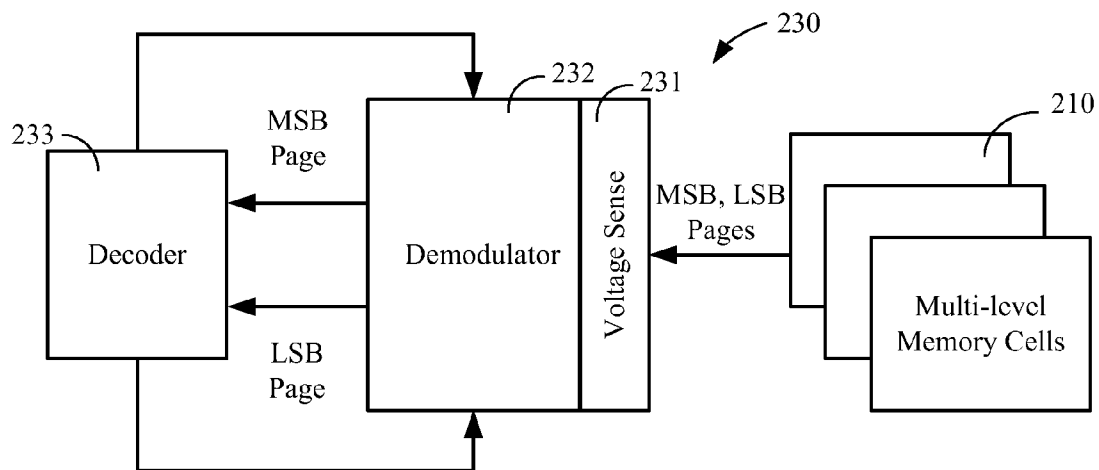 230
232
231
210
233
MSB
Page
MSB, LSB
Pages
Decoder
Demodulator
Voltage Sense
Multi-level
Memory Cells
LSB
Page